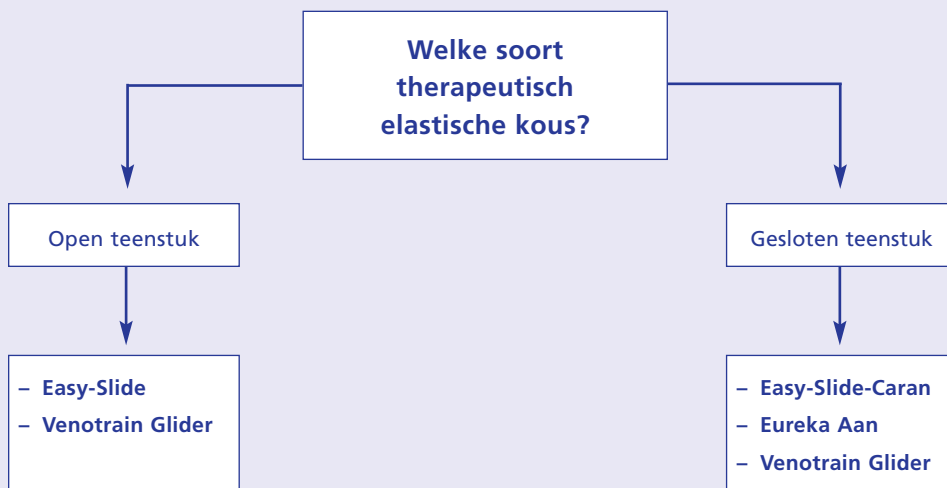 Welke soort
therapeutisch
elastische kous?
Open teenstuk
Gesloten teenstuk
– Easy-Slide
– Venotrain Glider
– Easy-Slide-Caran
– Eureka Aan
– Venotrain Glider